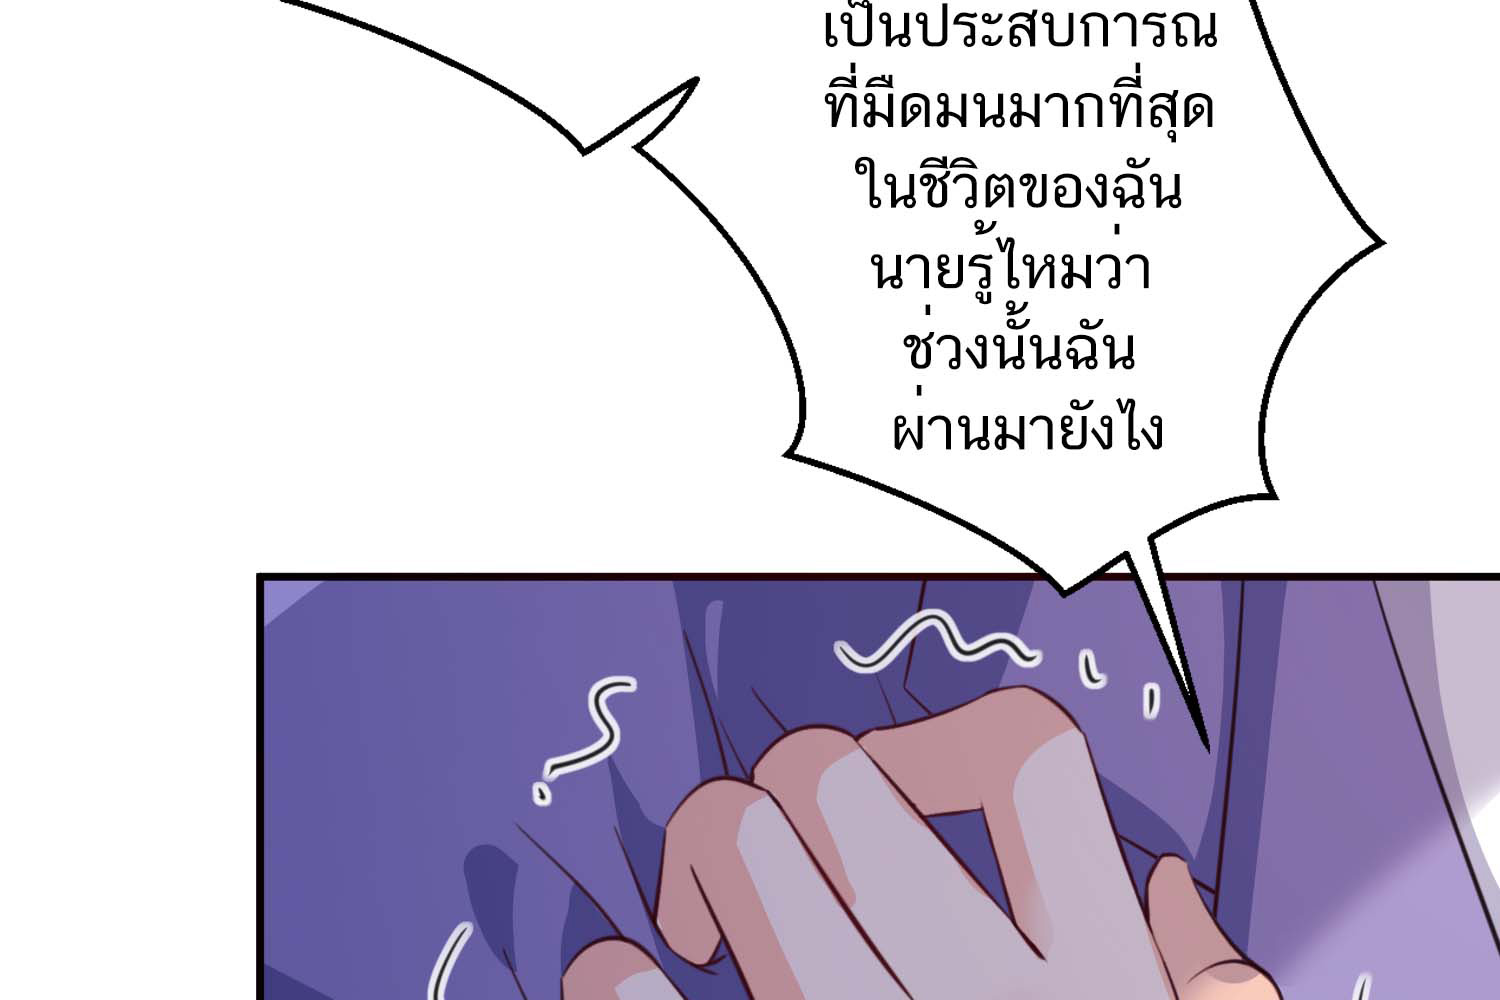 เป็นประสบการณ
ที่มืดมนมากที่สุด
ในชีวิตของฉัน
นายรู้ไหมว่า
ช่วงนั้นฉัน
ผ่านมายังไง